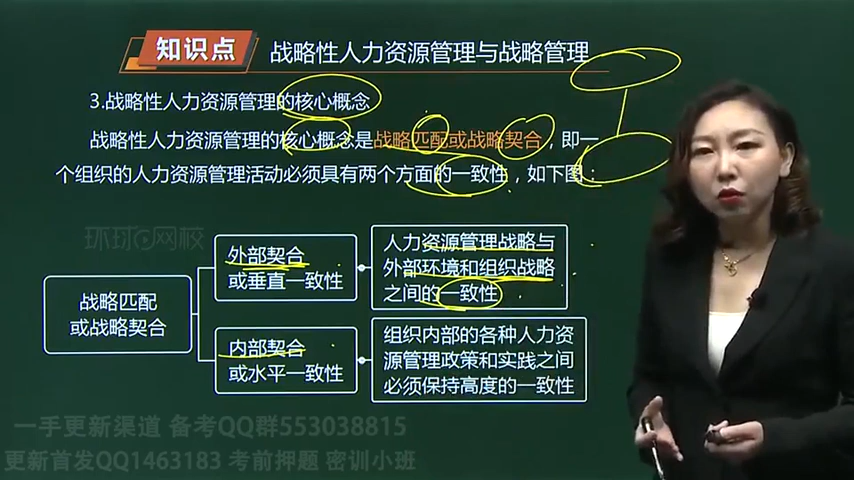 知识点
战略性人力资源管理与战略管理
3.战略性人力资源管理的核心概念
战略性人力资源管理的核心概念是战略匹配或战略契合，即一
个组织的人力资源管理活动必须具有两个方面的一致性，如下图：
环球网校
战略匹配
或战略契合
外部契合
或垂直一致性
人力资源管理战略与
外部环境和组织战略
之间的一致性
内部契合
或水平一致性
组织内部的各种人力资
源管理政策和实践之间
必须保持高度的一致性
一手更新渠道 备考QQ群553038815
更新首发QQ1463183 考前押题 密训小班